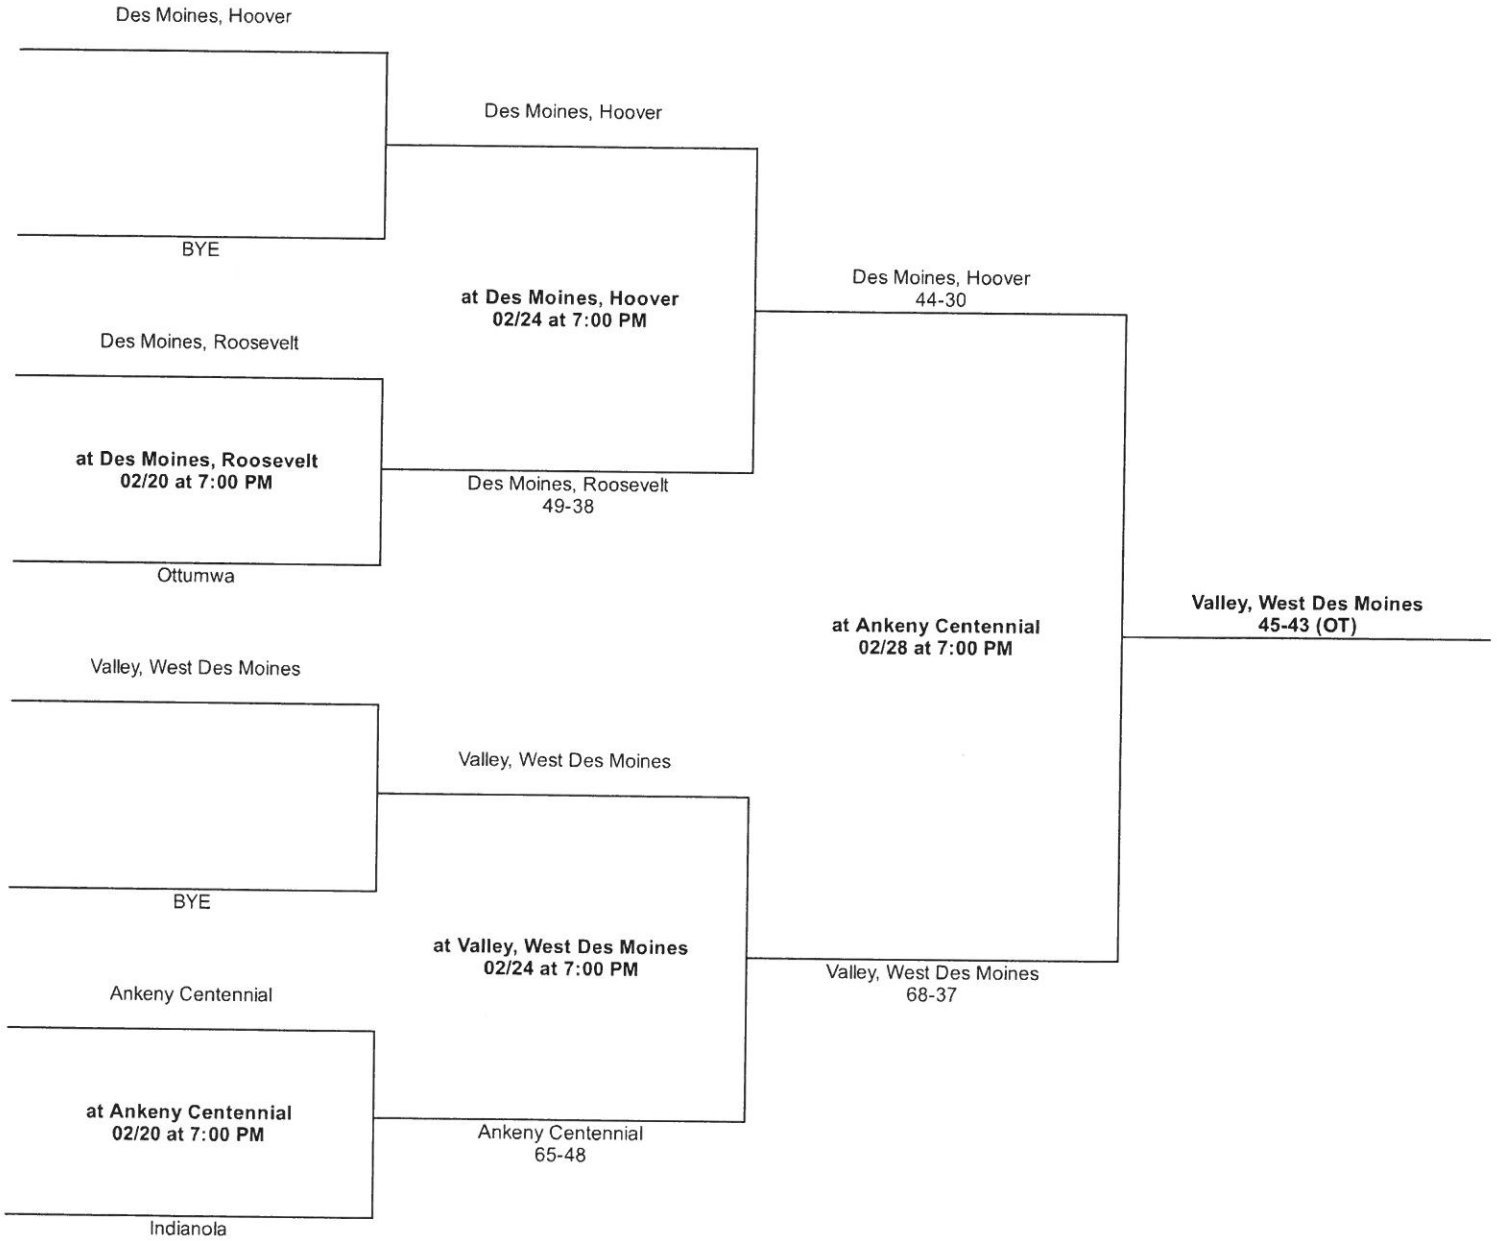 Des Moines, Hoover
BYE
Des Moines, Roosevelt
at Des Moines, Roosevelt
02/20 at 7:00 PM
Ottumwa
Valley, West Des Moines
BYE
Ankeny Centennial
at Ankeny Centennial
02/20 at 7:00 PM
Indianola
Des Moines, Hoover
at Des Moines, Hoover
02/24 at 7:00 PM
Des Moines, Roosevelt
49-38
Valley, West Des Moines
at Valley, West Des Moines
02/24 at 7:00 PM
Ankeny Centennial
65-48
Des Moines, Hoover
44-30
at Ankeny Centennial
02/28 at 7:00 PM
Valley, West Des Moines
68-37
Valley, West Des Moines
45-43 (OT)